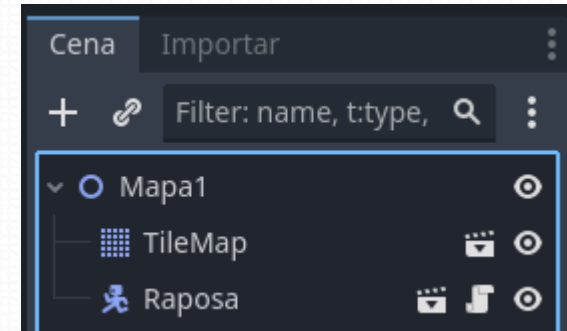 Cena Importar
Filter: name, t:type,
Mapa1
TileMap
Raposa